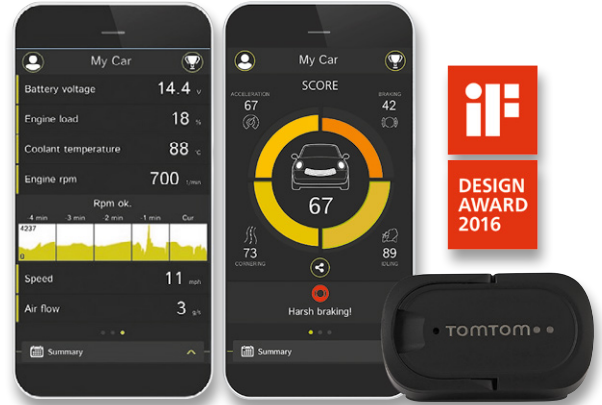 My Car
Battery voltage 14.4 v
Engine load 18 %
Coolant temperature 88 °C
Engine rpm 700 1/min
Rpm ok.
-4 min -3 min -2 min -1 min Cur
4237
0
Speed 11 mph
Air flow 3 g/s
Summary
My Car
SCORE
ACCELERATION
67
BRAKING
42
67
73
CORNERING
89
IDLING
Harsh braking!
Summary
iF
DESIGN
AWARD
2016
TOMTOM